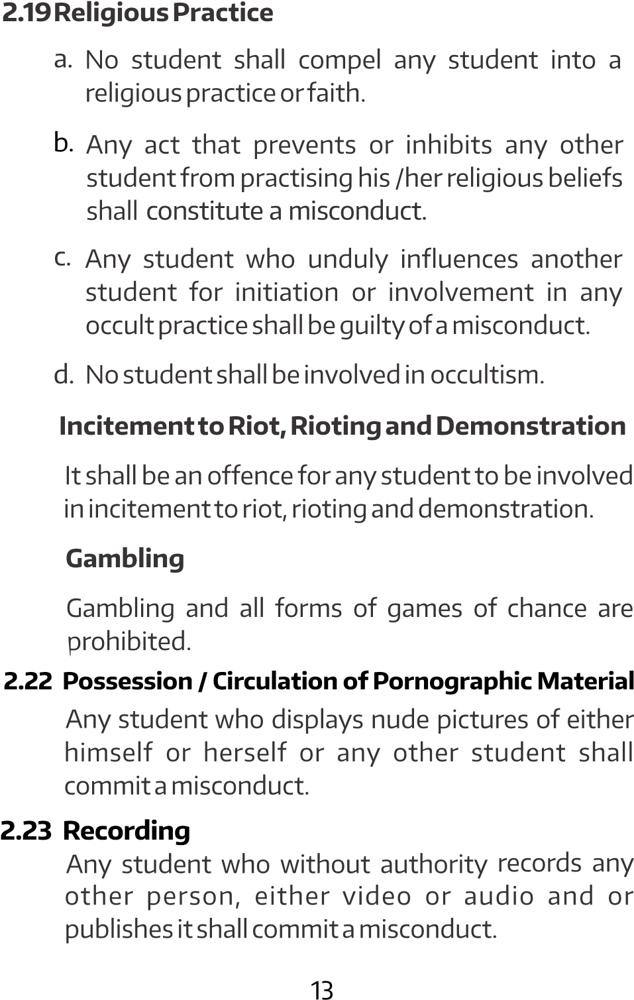 2.19 Religious Practice
a. No student shall compel any student into a
religious practice or faith.
b. Any act that prevents or inhibits any other
student from practising his /her religious beliefs
shall constitute a misconduct.
c. Any student who unduly influences another
student for initiation or involvement in any
occult practice shall be guilty of a misconduct.
d. No student shall be involved in occultism.
Incitement to Riot, Rioting and Demonstration
It shall be an offence for any student to be involved
in incitement to riot, rioting and demonstration.
Gambling
Gambling and all forms of games of chance are
prohibited.
2.22 Possession / Circulation of Pornographic Material
Any student who displays nude pictures of either
himself or herself or any other student shall
commit a misconduct.
2.23 Recording
Any student who without authority records any
other person, either video or audio and or
publishes it shall commit a misconduct.
13